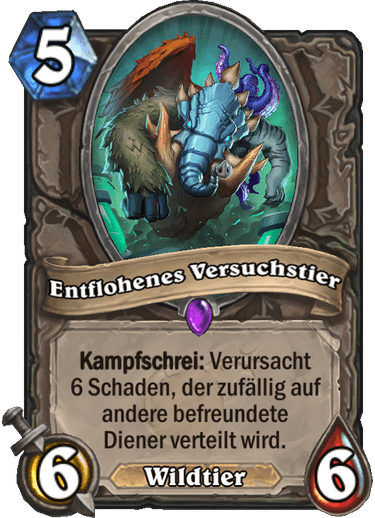 5
Entflohenes Versuchstier
Kampfschrei: Verursacht
6 Schaden, der zufällig auf
andere befreundete
Diener verteilt wird.
6
Wildtier
6